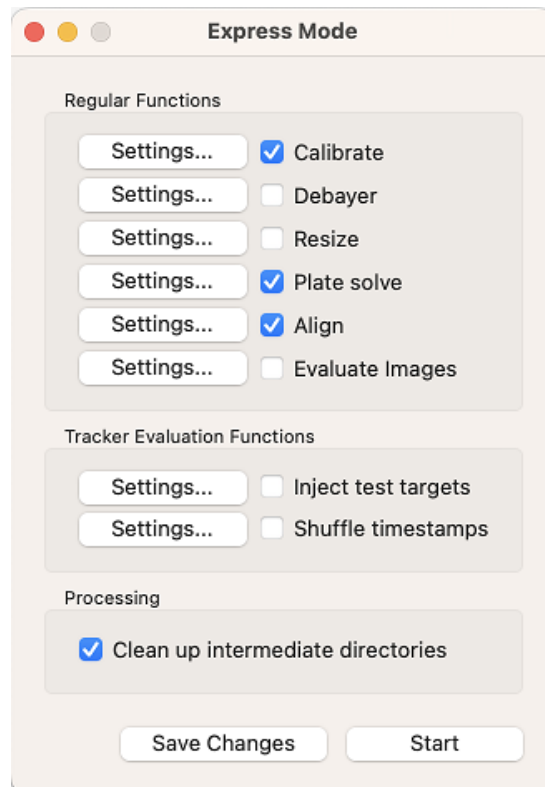 Express Mode
Regular Functions
Settings... Calibrate
Settings... Debayer
Settings... Resize
Settings... Plate solve
Settings... Align
Settings... Evaluate Images
Tracker Evaluation Functions
Settings... Inject test targets
Settings... Shuffle timestamps
Processing
Clean up intermediate directories
Save Changes Start